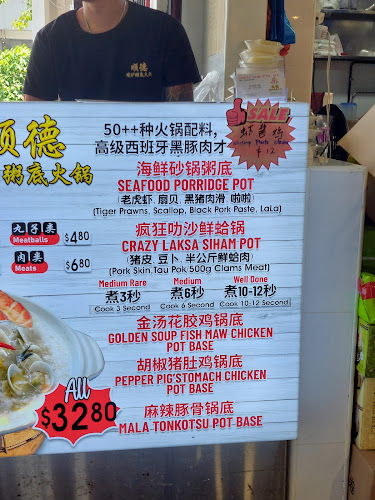 顺德
顺德
粥底火锅
50++种火锅配料,
高级西班牙黑豚肉才
SALE
$12
海鲜砂锅粥底
SEAFOOD PORRIDGE POT
老虎虾, 扇贝, 黑猪肉滑, 啦啦)
(Tiger Prawns, Scallop, Black Pork Paste, LaLa)
丸子类
Meatballs
$480
肉类
Meats
$680
疯狂叻沙鲜蛤锅
CRAZY LAKSA SIHAM POT
(猪皮, 豆卜, 半公斤鲜蛤肉)
(Pork Skin,Tau Pok 500g Clams Meat)
Medium Rare
煮3秒
Cook 3 Second
Medium
煮6秒
Cook 6 Second
Well Done
煮10-12秒
Cook 10-12 Second
金汤花胶鸡锅底
GOLDEN SOUP FISH MAW CHICKEN
POT BASE
胡椒猪肚鸡锅底
PEPPER PIG'STOMACH CHICKEN
POT BASE
麻辣豚骨锅底
MALA TONKOTSU POT BASE
All
$3280